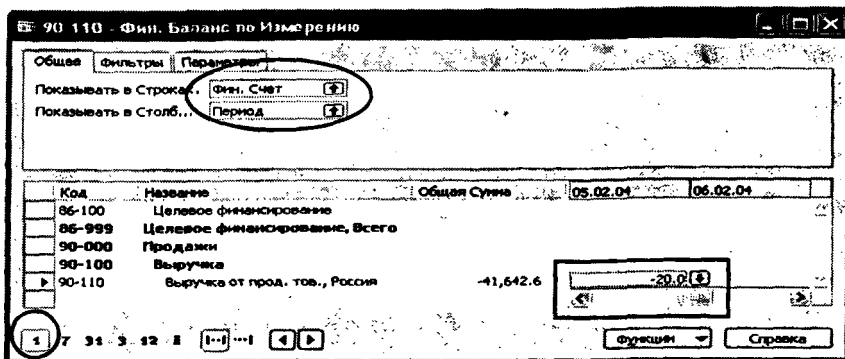 90-110 - Фин. Баланс по Измерению
Общее Фильтры Параметры
Показывать в Строках.. Фин. Счет
Показывать в Столб... Период
Код Название Общая Сумма 05.02.04 06.02.04
86-100 Целевое финансирование
86-999 Целевое финансирование, Всего
90-000 Продажи
90-100 Выручка
90-110 Выручка от прод. тов., Россия -41,642.6 -20.0
1 7 31 3 12
Функции Справка